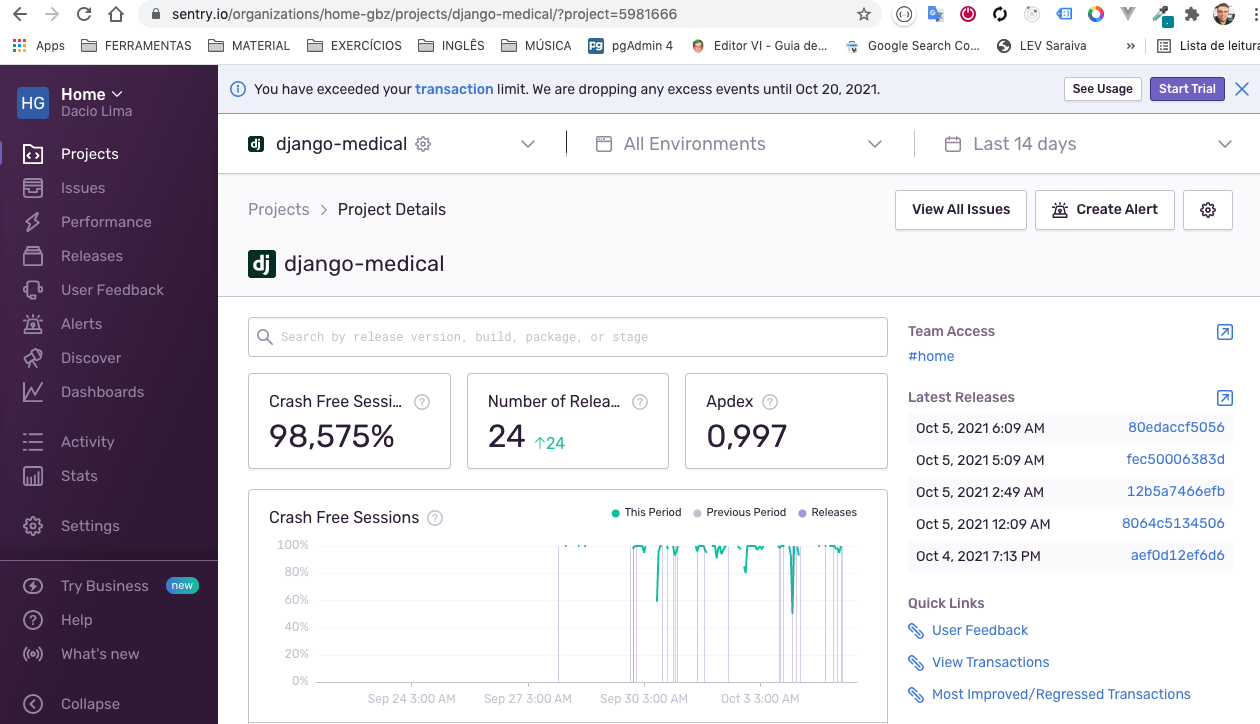 sentry.io/organizations/home-gbz/projects/django-medical/?project=5981666
Apps FERRAMENTAS MATERIAL EXERCÍCIOS INGLÊS MÚSICA pgAdmin 4 Editor VI - Guia de... Google Search Co... LEV Saraiva » Lista de leitura
HG Home
Dacio Lima
You have exceeded your transaction limit. We are dropping any excess events until Oct 20, 2021. See Usage Start Trial
dj django-medical All Environments Last 14 days
Projects
Issues
Performance
Releases
User Feedback
Alerts
Discover
Dashboards
Activity
Stats
Settings
Try Business new
Help
What's new
Collapse
Projects > Project Details View All Issues Create Alert
dj django-medical
Search by release version, build, package, or stage
Crash Free Sessi... ?
98,575%
Number of Relea... ?
24 ↑24
Apdex ?
0,997
Crash Free Sessions ? This Period Previous Period Releases
100%
80%
60%
40%
20%
0%
Sep 24 3:00 AM Sep 27 3:00 AM Sep 30 3:00 AM Oct 3 3:00 AM
Team Access
#home
Latest Releases
Oct 5, 2021 6:09 AM 80edaccf5056
Oct 5, 2021 5:09 AM fec50006383d
Oct 5, 2021 2:49 AM 12b5a7466efb
Oct 5, 2021 12:09 AM 8064c5134506
Oct 4, 2021 7:13 PM aef0d12ef6d6
Quick Links
User Feedback
View Transactions
Most Improved/Regressed Transactions